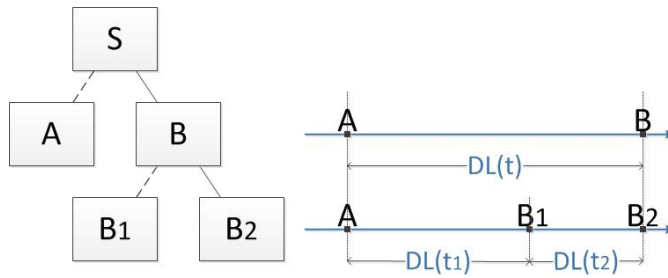 S
A B
B1 B2
A B
DL(t)
A B1 B2
DL(t1) DL(t2)